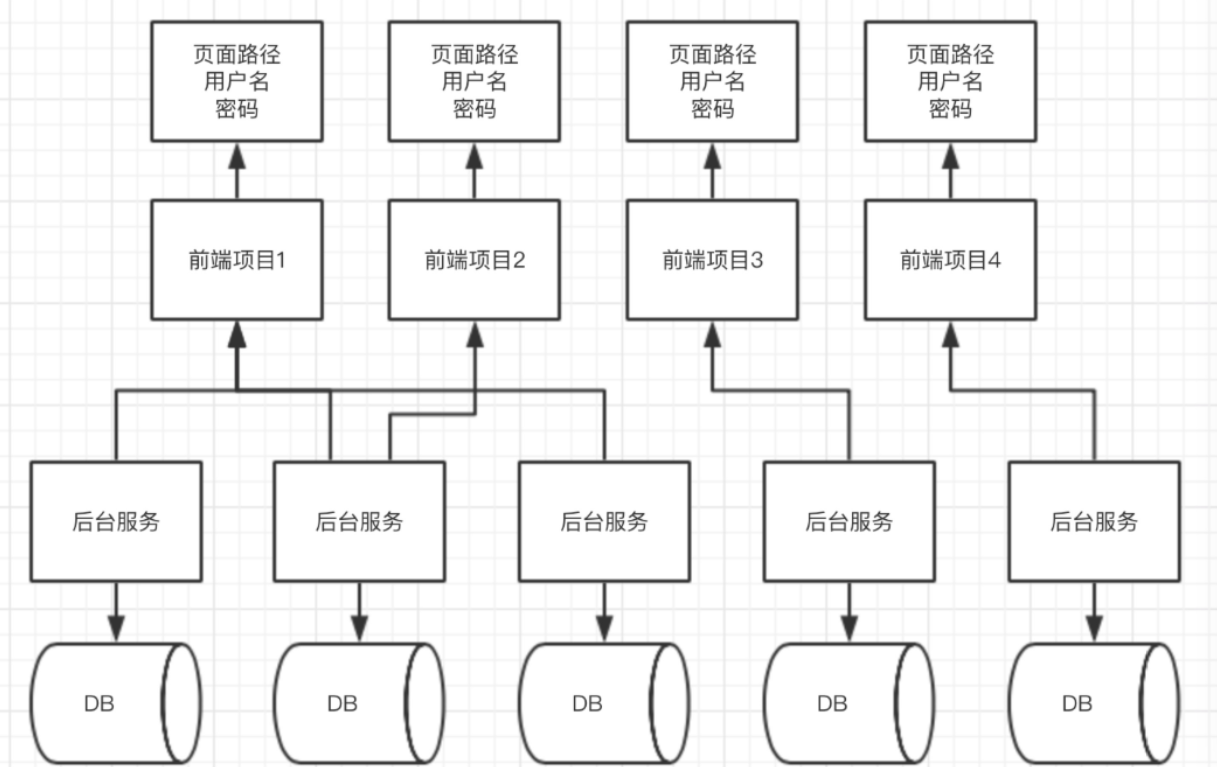 页面路径
用户名
密码
页面路径
用户名
密码
页面路径
用户名
密码
页面路径
用户名
密码
前端项目1
前端项目2
前端项目3
前端项目4
后台服务
后台服务
后台服务
后台服务
后台服务
DB
DB
DB
DB
DB